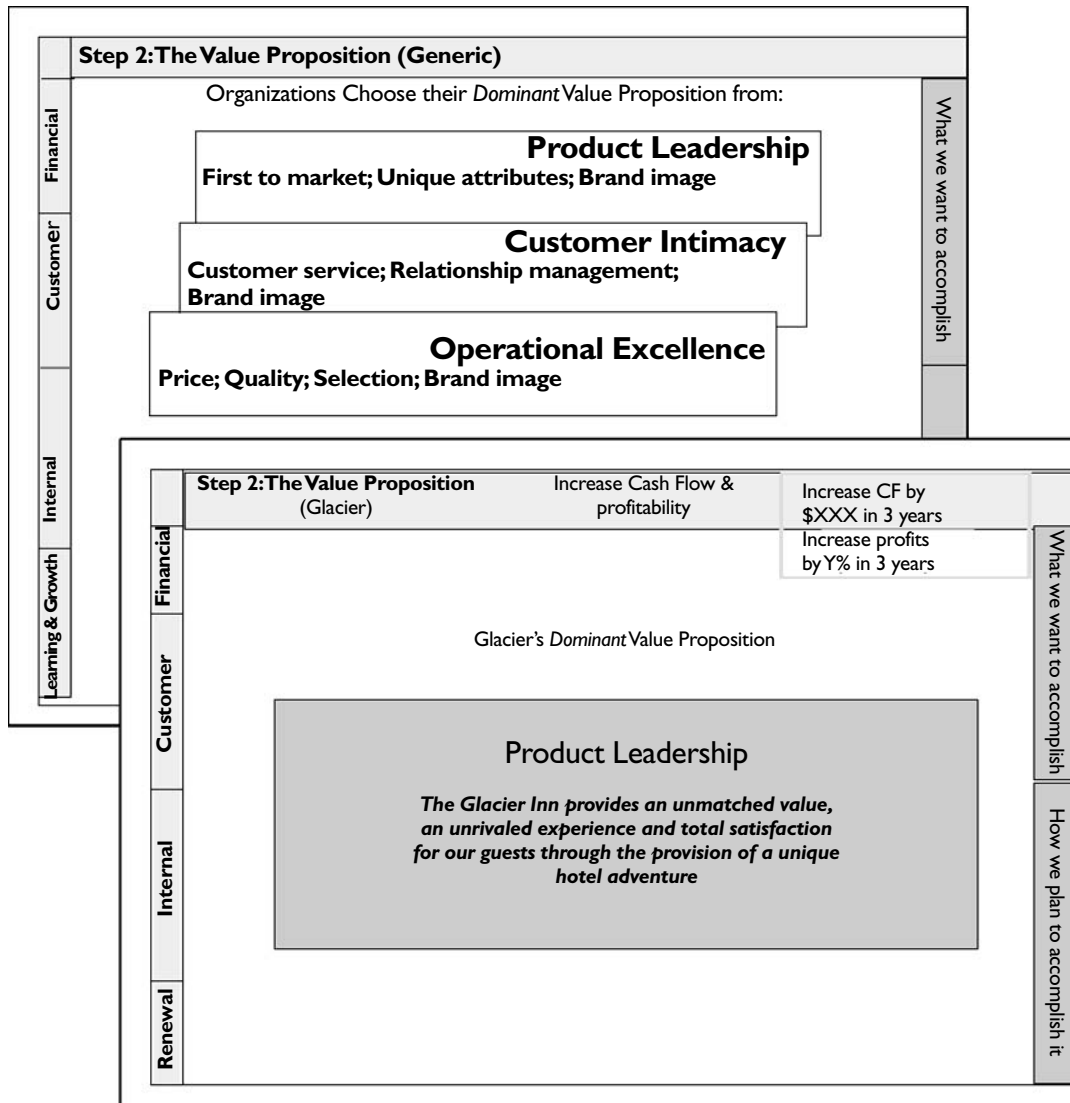 Step 2: The Value Proposition (Generic)
Organizations Choose their Dominant Value Proposition from:
Product Leadership
First to market; Unique attributes; Brand image
Customer Intimacy
Customer service; Relationship management;
Brand image
Operational Excellence
Price; Quality; Selection; Brand image
Financial
Customer
Internal
Learning & Growth
What we want to accomplish
Step 2: The Value Proposition
(Glacier)
Increase Cash Flow &
profitability
Increase CF by
$XXX in 3 years
Increase profits
by Y% in 3 years
Glacier's Dominant Value Proposition
Product Leadership
The Glacier Inn provides an unmatched value,
an unrivaled experience and total satisfaction
for our guests through the provision of a unique
hotel adventure
Financial
Customer
Internal
Renewal
What we want to accomplish
How we plan to accomplish it